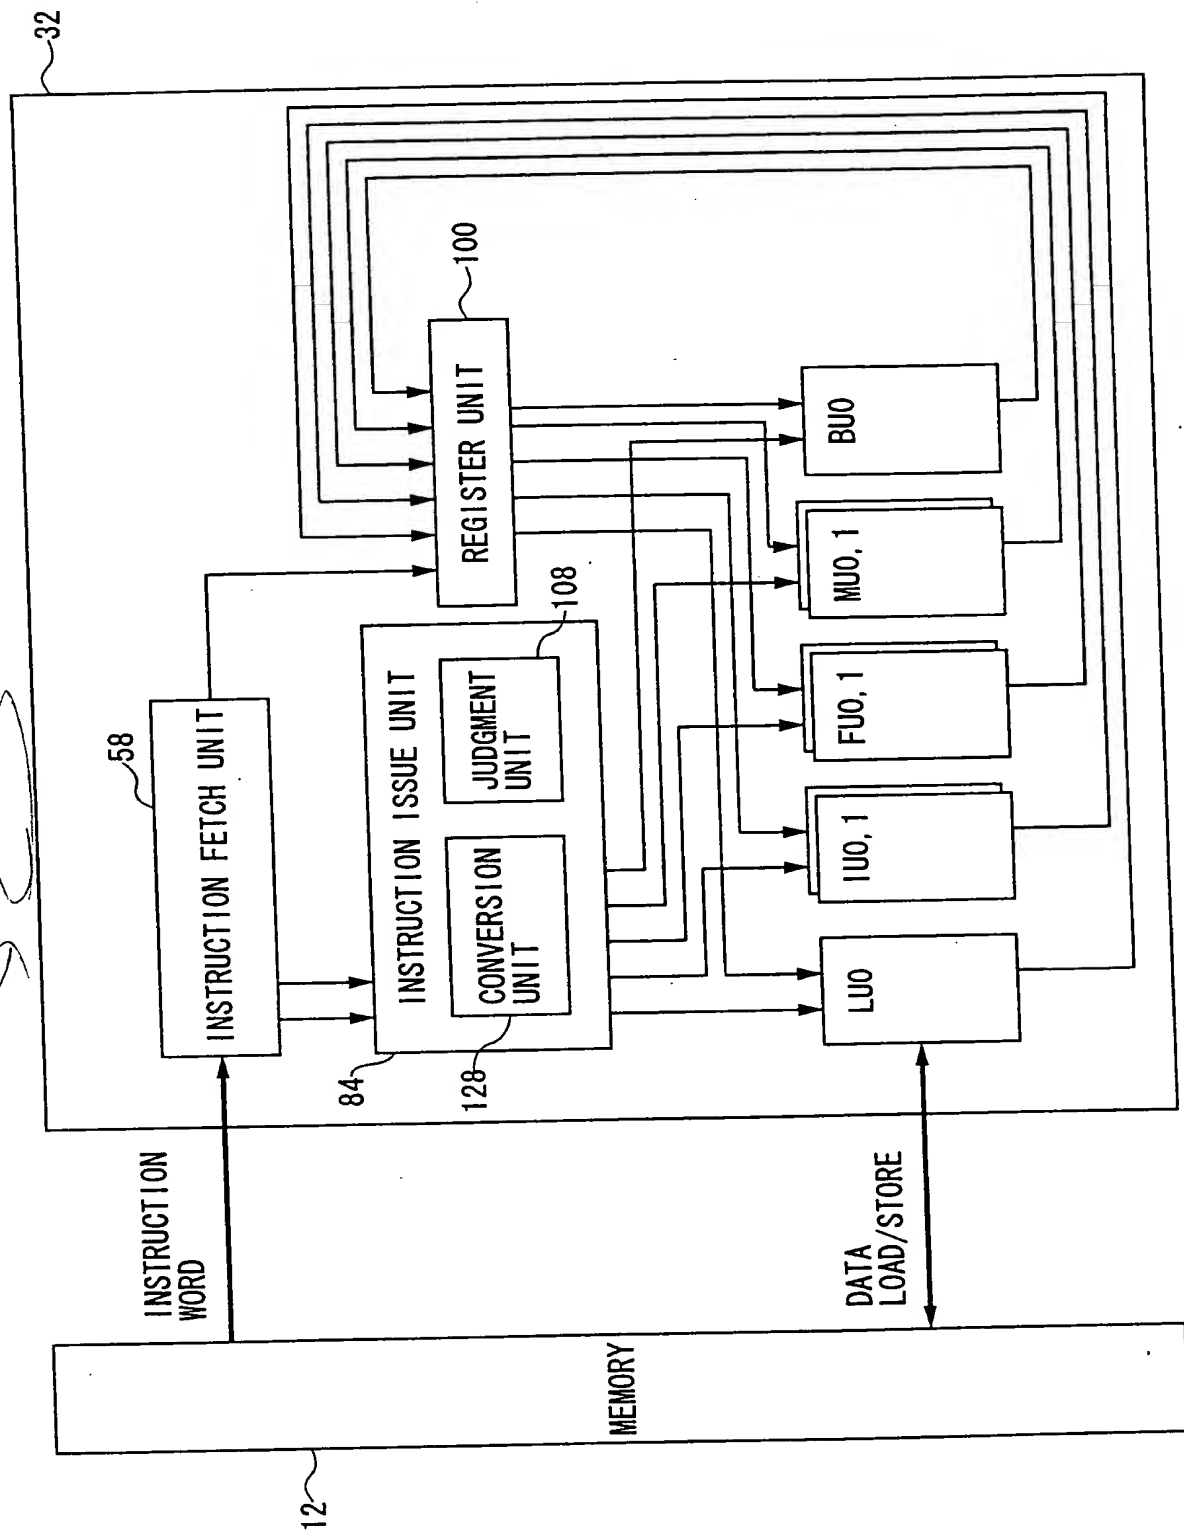 32
58
INSTRUCTION FETCH UNIT
100
REGISTER UNIT
INSTRUCTION ISSUE UNIT
84
108
JUDGMENT
UNIT
128
CONVERSION
UNIT
LU0
IU0, 1
FU0, 1
MU0, 1
BU0
INSTRUCTION
WORD
DATA
LOAD/STORE
MEMORY
12